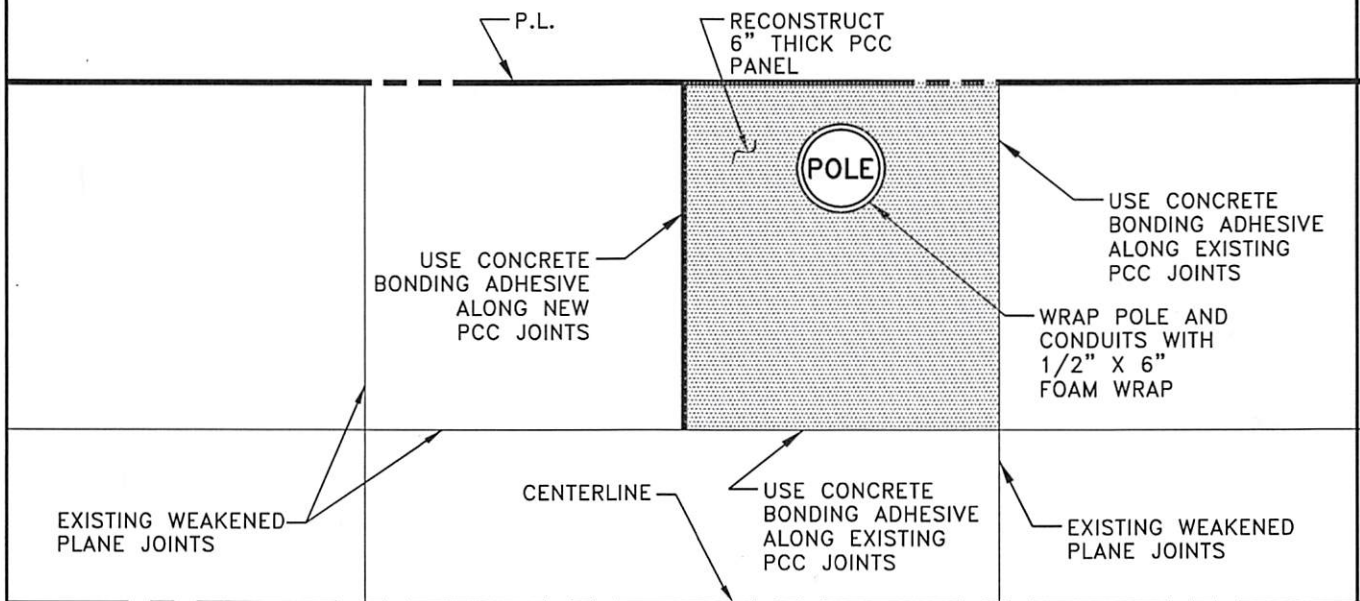 P.L.
RECONSTRUCT
6" THICK PCC
PANEL
POLE
USE CONCRETE
BONDING ADHESIVE
ALONG EXISTING
PCC JOINTS
USE CONCRETE
BONDING ADHESIVE
ALONG NEW
PCC JOINTS
WRAP POLE AND
CONDUITS WITH
1/2" X 6"
FOAM WRAP
EXISTING WEAKENED
PLANE JOINTS
CENTERLINE
USE CONCRETE
BONDING ADHESIVE
ALONG EXISTING
PCC JOINTS
EXISTING WEAKENED
PLANE JOINTS